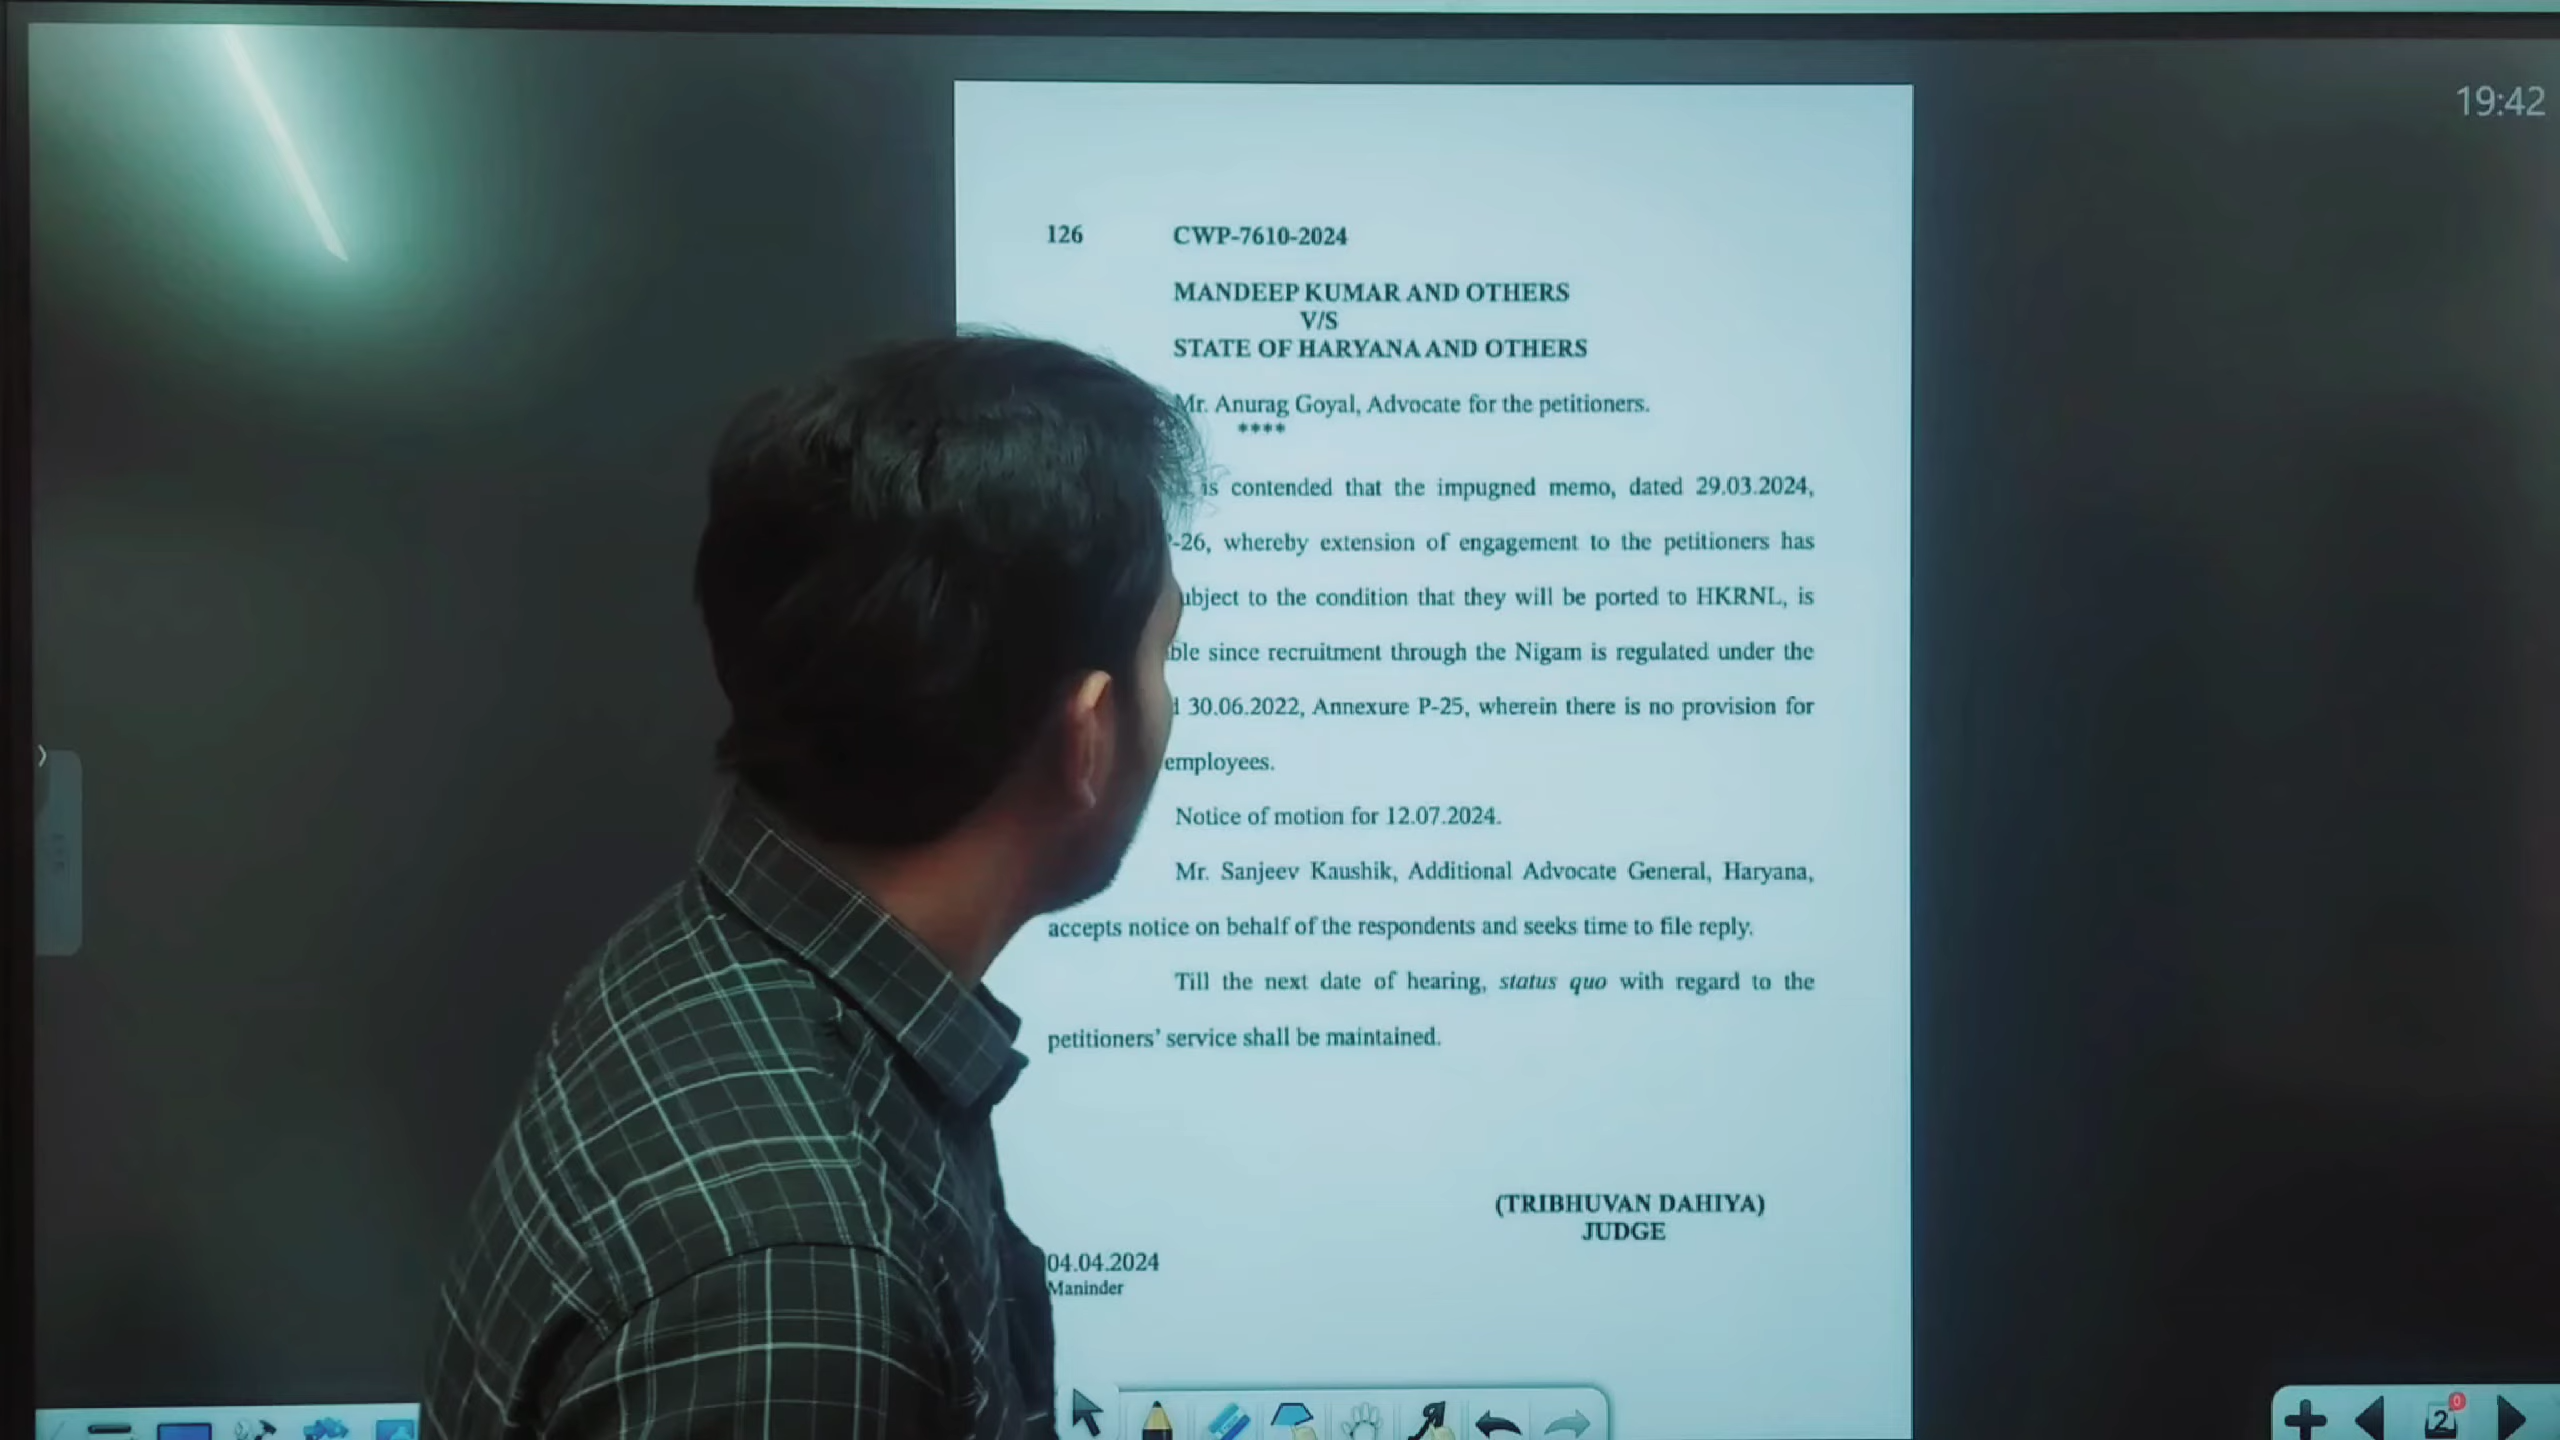 19:42
126 CWP-7610-2024
MANDEEP KUMAR AND OTHERS
V/S
STATE OF HARYANA AND OTHERS
Mr. Anurag Goyal, Advocate for the petitioners.
****
is contended that the impugned memo, dated 29.03.2024,
-26, whereby extension of engagement to the petitioners has
to the condition that they will be ported to HKRNL, is
since recruitment through the Nigam is regulated under the
30.06.2022, Annexure P-25, wherein there is no provision for
employees.
Notice of motion for 12.07.2024.
Mr. Sanjeev Kaushik, Additional Advocate General, Haryana,
accepts notice on behalf of the respondents and seeks time to file reply.
Till the next date of hearing, status quo with regard to the
petitioners' service shall be maintained.
(TRIBHUVAN DAHIYA)
JUDGE
04.04.2024
Maninder
2
0